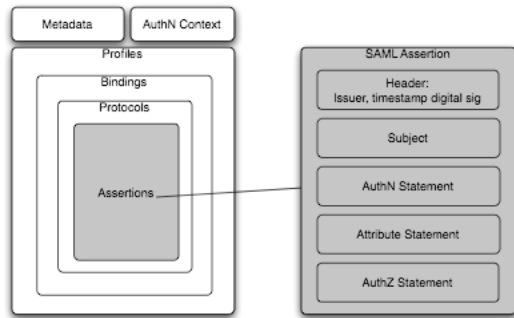 Metadata
AuthN Context
Profiles
Bindings
Protocols
Assertions
SAML Assertion
Header:
Issuer, timestamp digital sig
Subject
AuthN Statement
Attribute Statement
AuthZ Statement